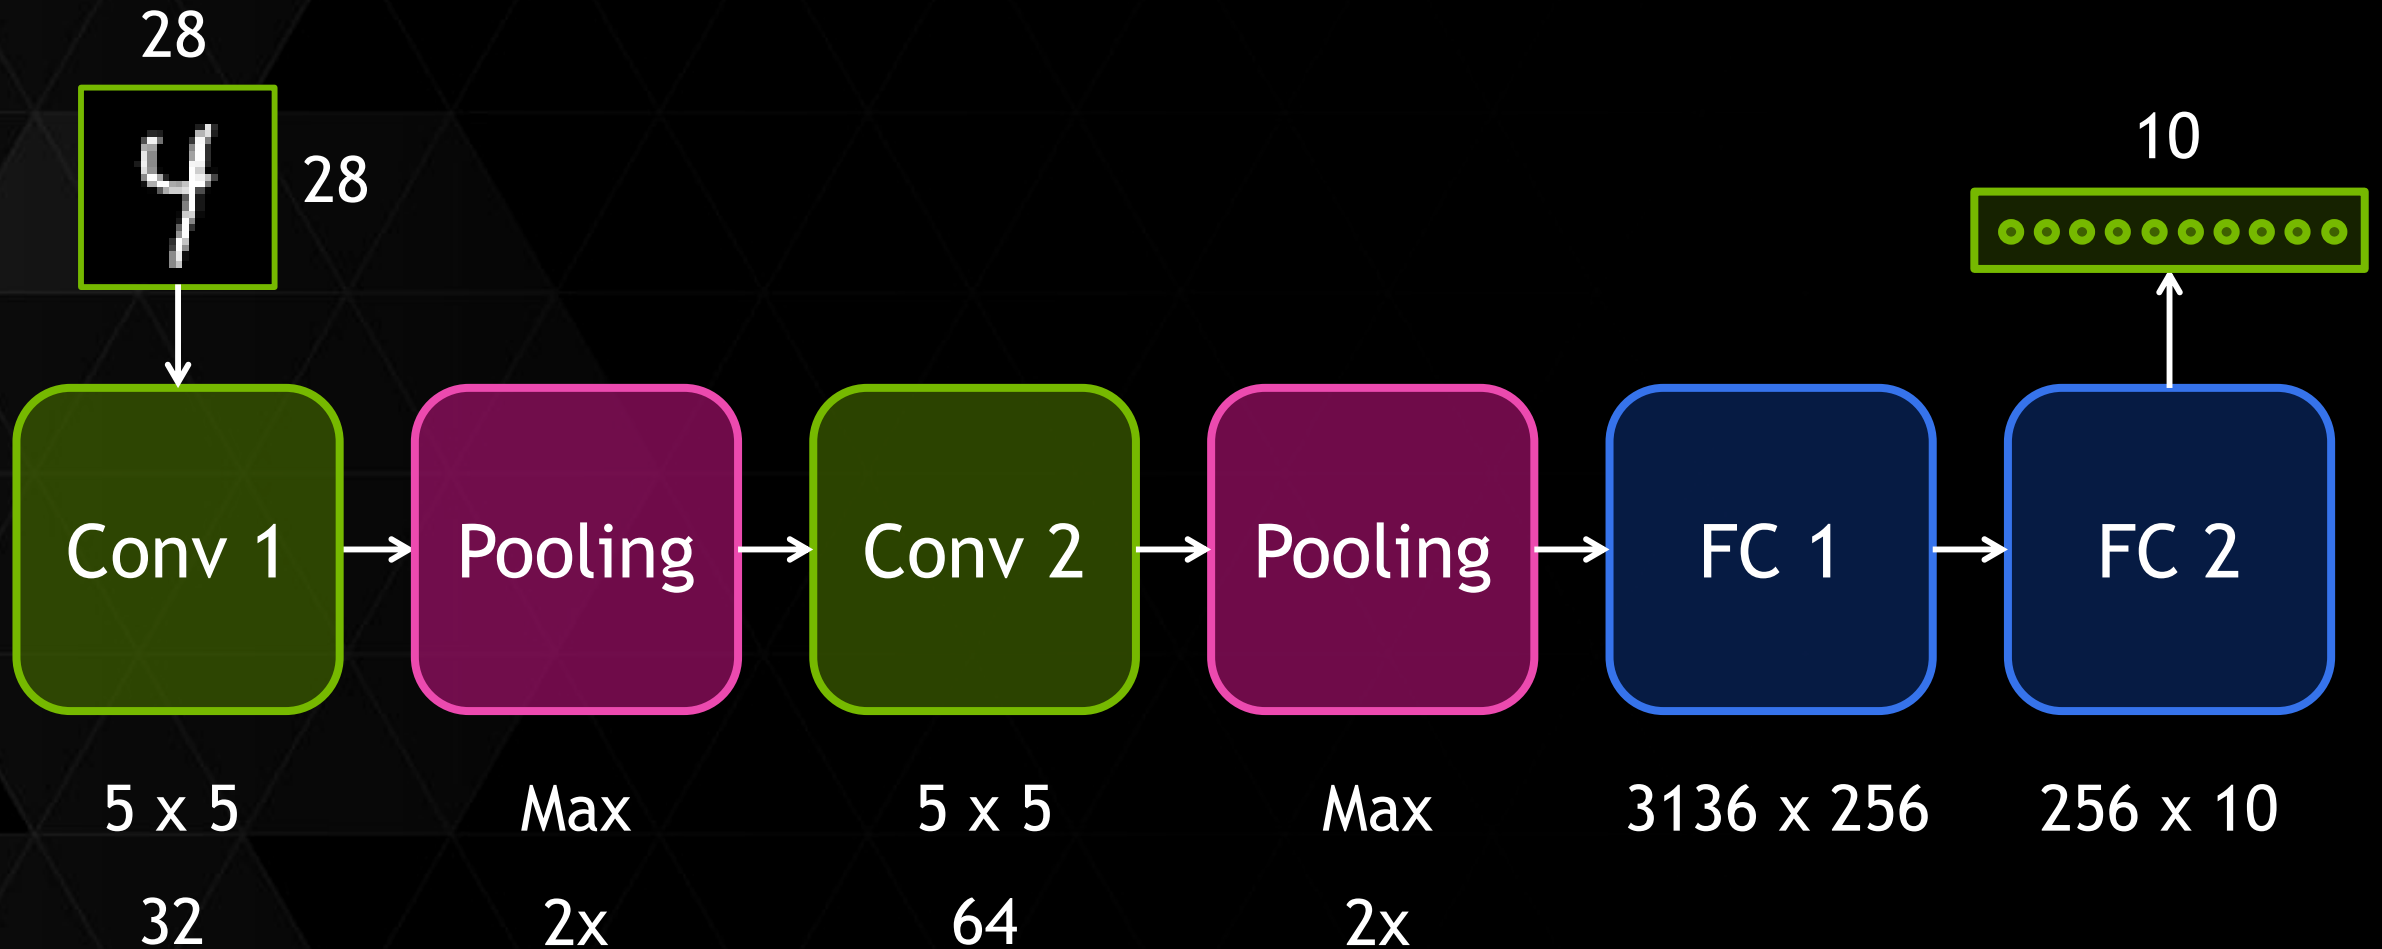 28
4
28
10
Conv 1
Pooling
Conv 2
Pooling
FC 1
FC 2
5 x 5
Max
5 x 5
Max
3136 x 256
256 x 10
32
2x
64
2x